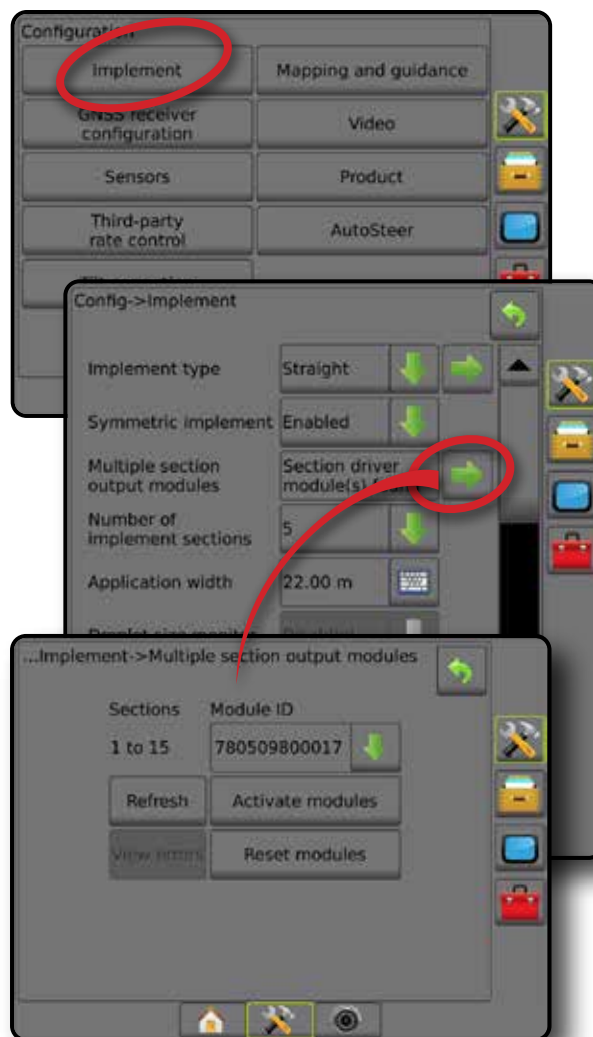 Configuration
Implement
Mapping and guidance
GNSS receiver
configuration
Video
Sensors
Product
Third-party
rate control
AutoSteer
Config->Implement
Implement type
Straight
Symmetric implement
Enabled
Multiple section
output modules
Section driver
module(s)
Number of
implement sections
5
Application width
22.00 m
...Implement->Multiple section output modules
Sections
Module ID
1 to 15
780509800017
Refresh
Activate modules
View errors
Reset modules